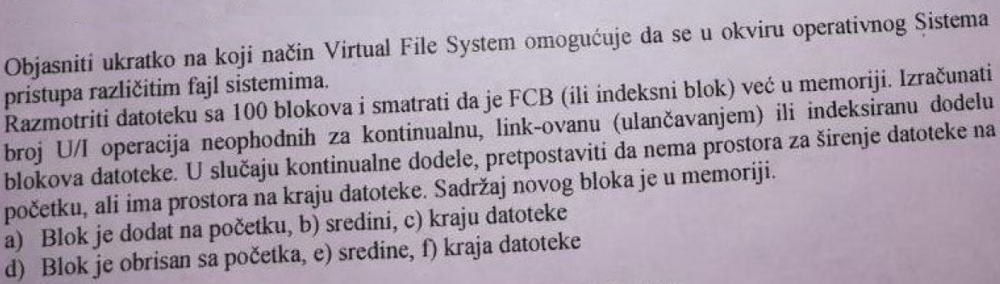 Objasniti ukratko na koji način Virtual File System omogućuje da se u okviru operativnog Sistema
pristupa različitim fajl sistemima.
Razmotriti datoteku sa 100 blokova i smatrati da je FCB (ili indeksni blok) već u memoriji. Izračunati
broj U/I operacija neophodnih za kontinualnu, link-ovanu (ulančavanjem) ili indeksiranu dodelu
blokova datoteke. U slučaju kontinualne dodele, pretpostaviti da nema prostora za širenje datoteke na
početku, ali ima prostora na kraju datoteke. Sadržaj novog bloka je u memoriji.
a) Blok je dodat na početku, b) sredini, c) kraju datoteke
d) Blok je obrisan sa početka, e) sredine, f) kraja datoteke